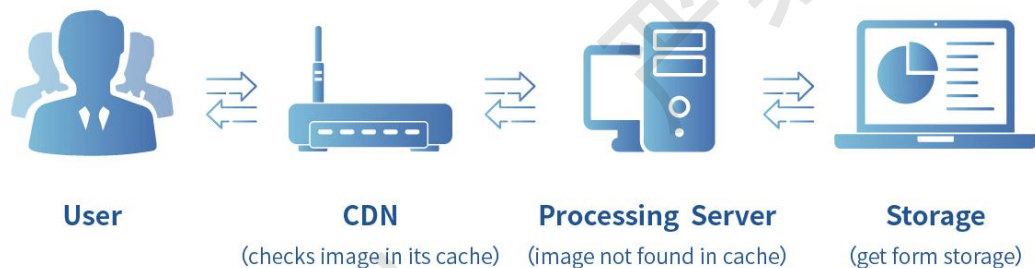 User
CDN
Processing Server
Storage
(checks image in its cache)
(image not found in cache)
(get form storage)